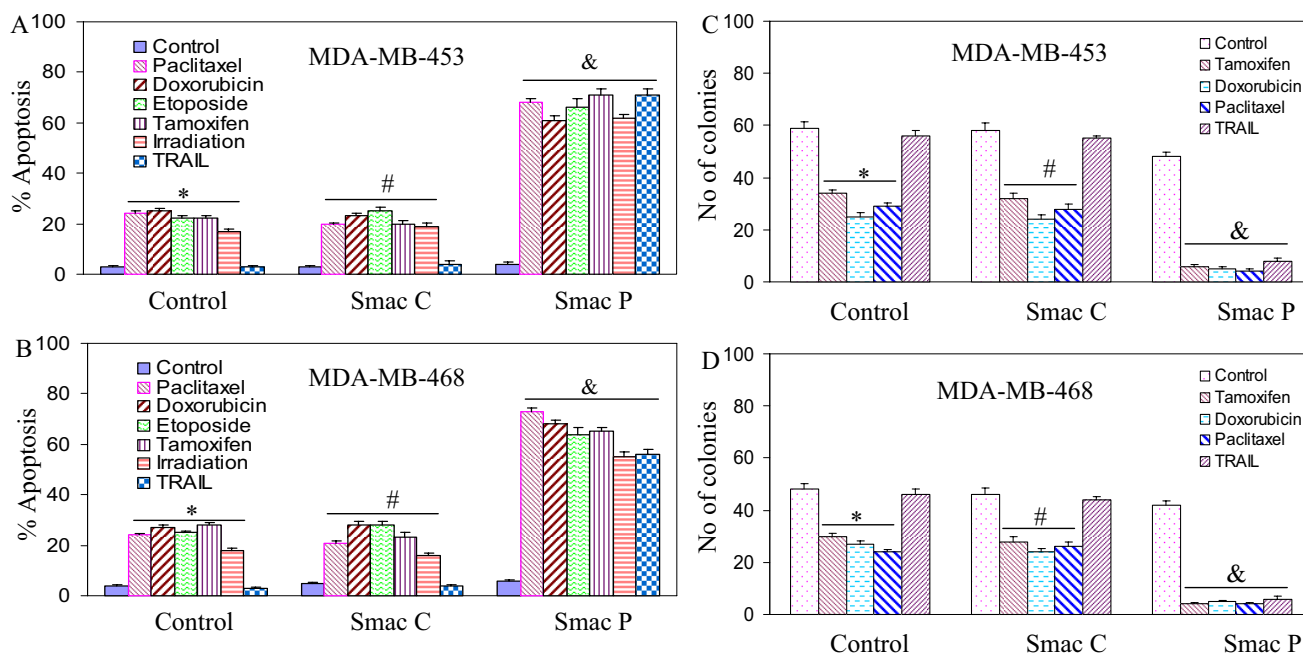 A
100
80
60
40
20
0
% Apoptosis
Control
Paclitaxel
Doxorubicin
Etoposide
Tamoxifen
Irradiation
TRAIL
MDA-MB-453
*
#
&
Control
Smac C
Smac P
B
100
80
60
40
20
0
% Apoptosis
Control
Paclitaxel
Doxorubicin
Etoposide
Tamoxifen
Irradiation
TRAIL
MDA-MB-468
*
#
&
Control
Smac C
Smac P
C
100
80
60
40
20
0
No of colonies
MDA-MB-453
Control
Tamoxifen
Doxorubicin
Paclitaxel
TRAIL
*
#
&
Control
Smac C
Smac P
D
100
80
60
40
20
0
No of colonies
MDA-MB-468
Control
Tamoxifen
Doxorubicin
Paclitaxel
TRAIL
*
#
&
Control
Smac C
Smac P